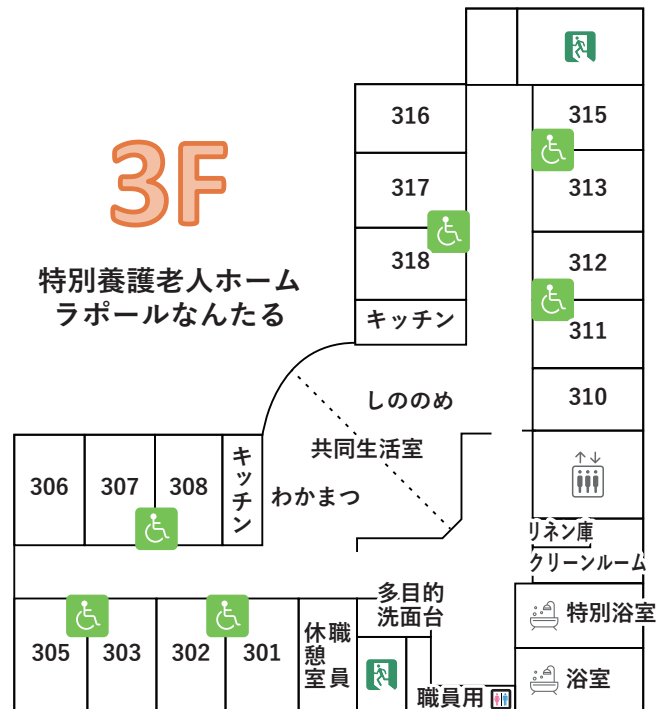 3F
特別養護老人ホーム
ラポールなんたる
316
317
318
キッチン
315
313
312
311
310
しののめ
共同生活室
わかまつ
306
307
308
キッチン
リネン庫
クリーンルーム
特別浴室
浴室
多目的
洗面台
305
303
302
301
職員
休憩室
職員用